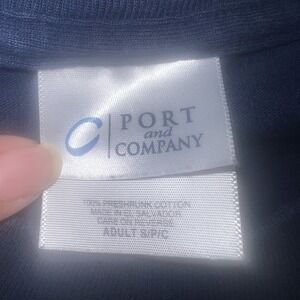 PORT
and
COMPANY
100% PRESHRUNK COTTON
MADE IN EL SALVADOR
CARE ON REVERSE
ADULT S/P/C